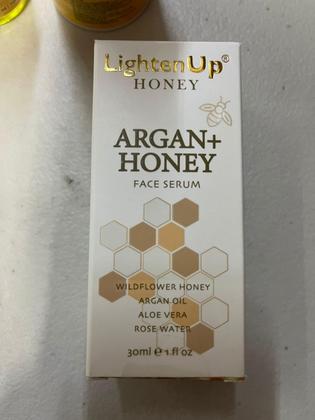 LightenUp®
HONEY
ARGAN+
HONEY
FACE SERUM
WILDFLOWER HONEY
ARGAN OIL
ALOE VERA
ROSE WATER
30ml e 1 fl oz